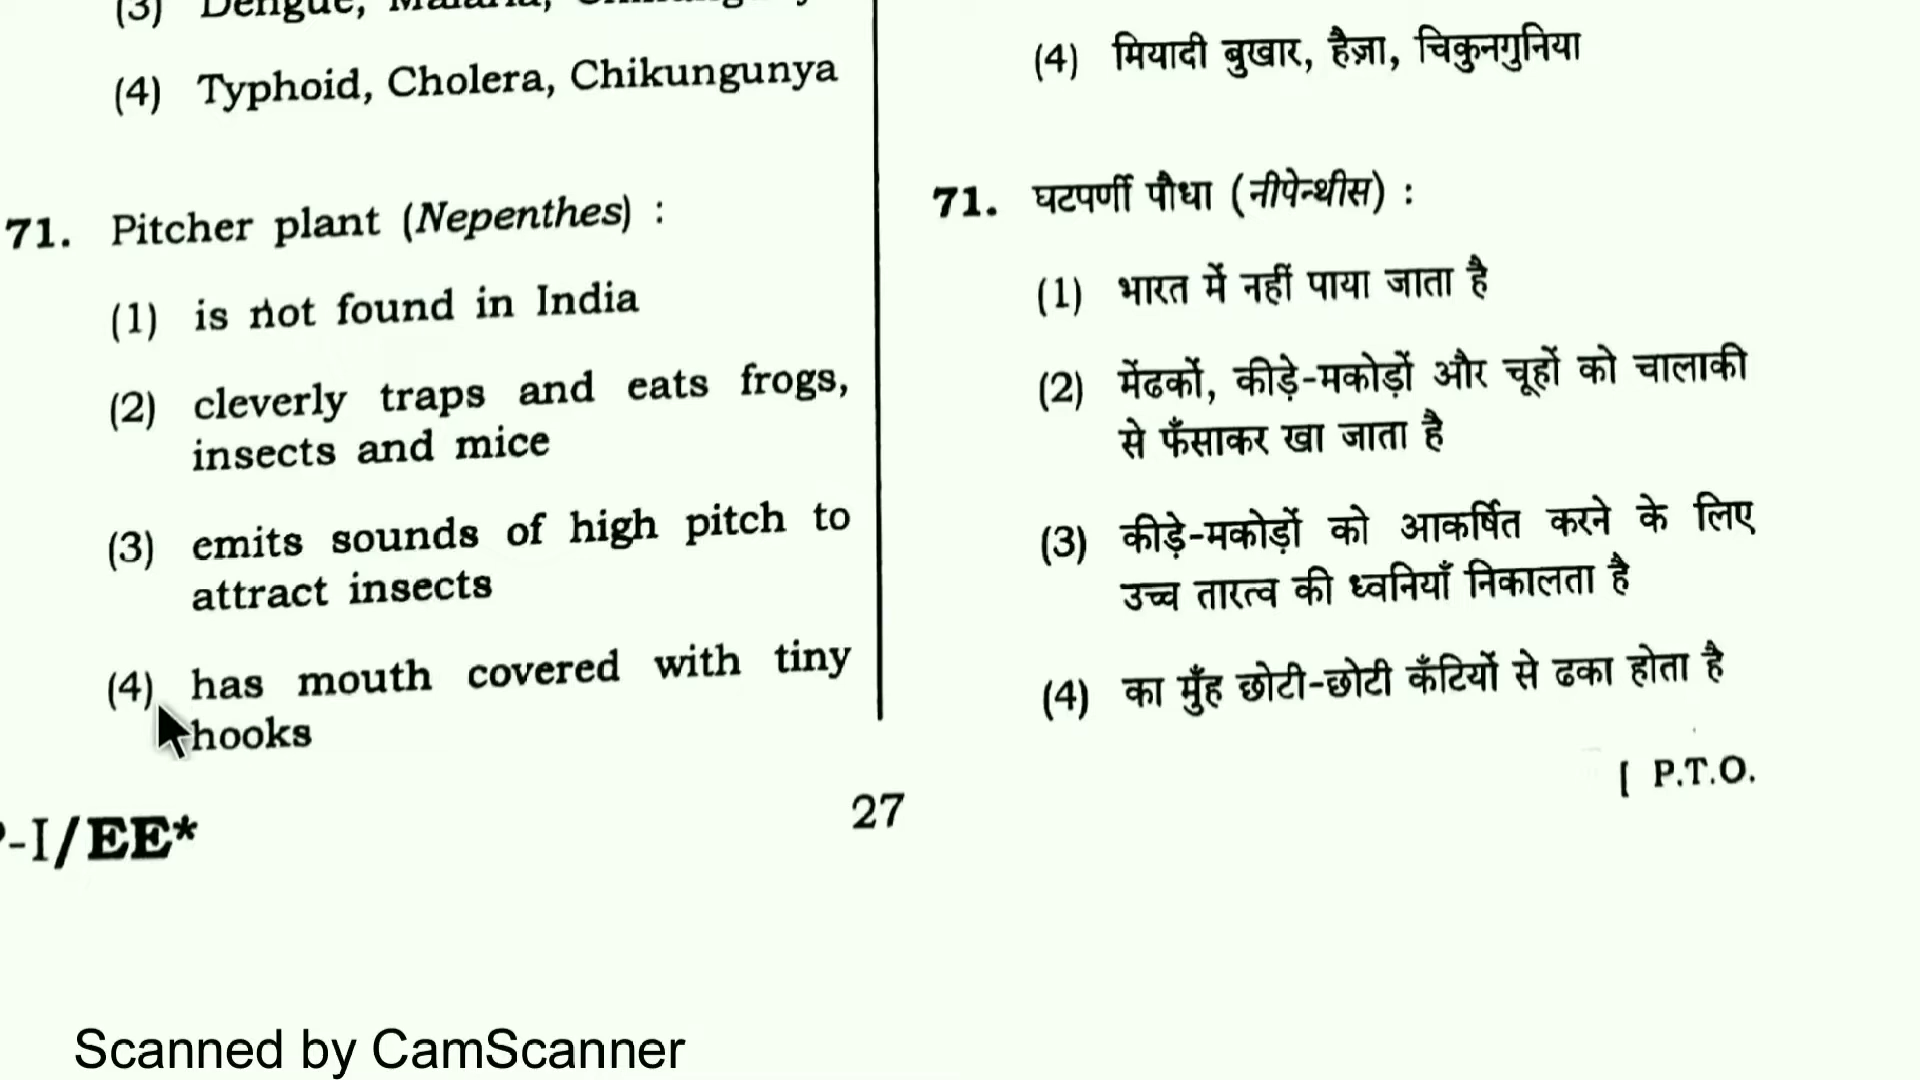 (3) Dengue, Malaria,
(4) Typhoid, Cholera, Chikungunya
71. Pitcher plant (Nepenthes) :
(1) is not found in India
(2) cleverly traps and eats frogs,
insects and mice
(3) emits sounds of high pitch to
attract insects
(4) has mouth covered with tiny
hooks
(4) मियादी बुखार, हैज़ा, चिकुनगुनिया
71. घटपर्णी पौधा (नीपेन्थीस) :
(1) भारत में नहीं पाया जाता है
(2) मेंढकों, कीड़े-मकोड़ों और चूहों को चालाकी
से फँसाकर खा जाता है
(3) कीड़े-मकोड़ों को आकर्षित करने के लिए
उच्च तारत्व की ध्वनियाँ निकालता है
(4) का मुँह छोटी-छोटी कँटियों से ढका होता है
[ P.T.O.
-I/EE*
27
Scanned by CamScanner